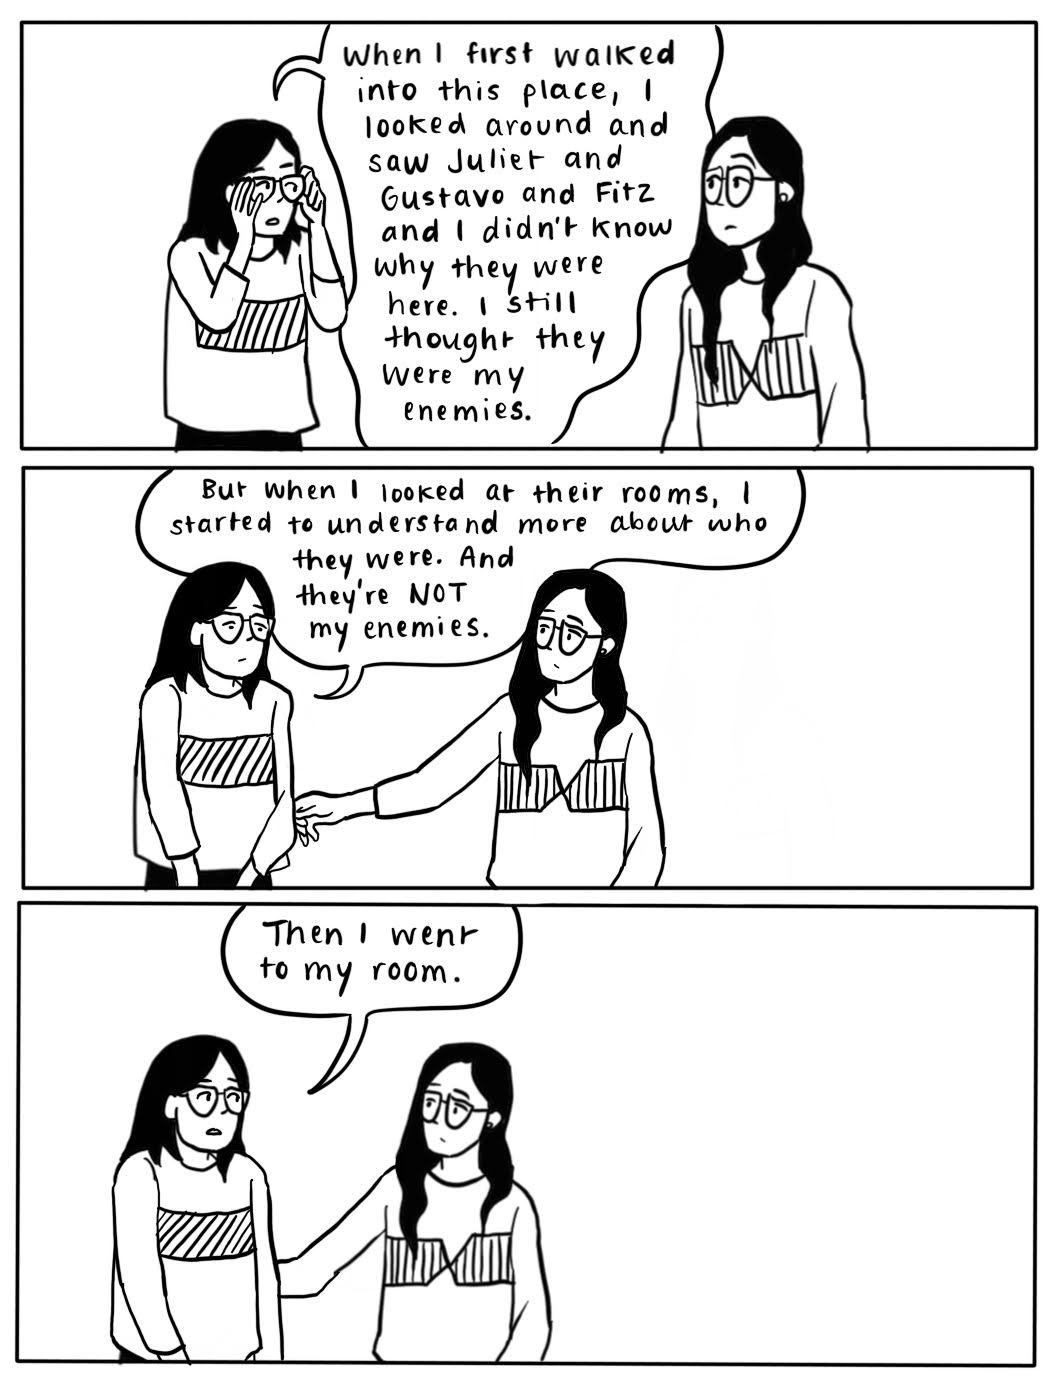 When I first walked
into this place, I
looked around and
saw Juliet and
Gustavo and Fitz
and I didn't know
why they were
here. I still
thought they
were my
enemies.
But when I looked at their rooms, I
started to understand more about who
they were. And
they're NOT
my enemies.
Then I went
to my room.